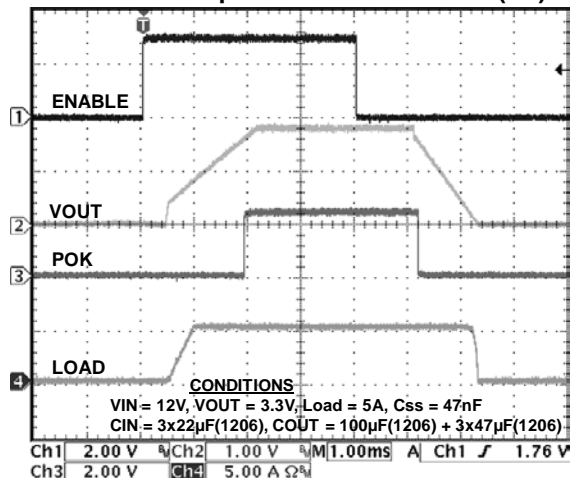 T
ENABLE
1
VOUT
2
POK
3
LOAD
4
CONDITIONS
VIN = 12V, VOUT = 3.3V, Load = 5A, Css = 47nF
CIN = 3x22µF(1206), COUT = 100µF(1206) + 3x47µF(1206)
Ch1 2.00 V Ch2 1.00 V M 1.00ms A Ch1 1.76 V
Ch3 2.00 V Ch4 5.00 A Ω